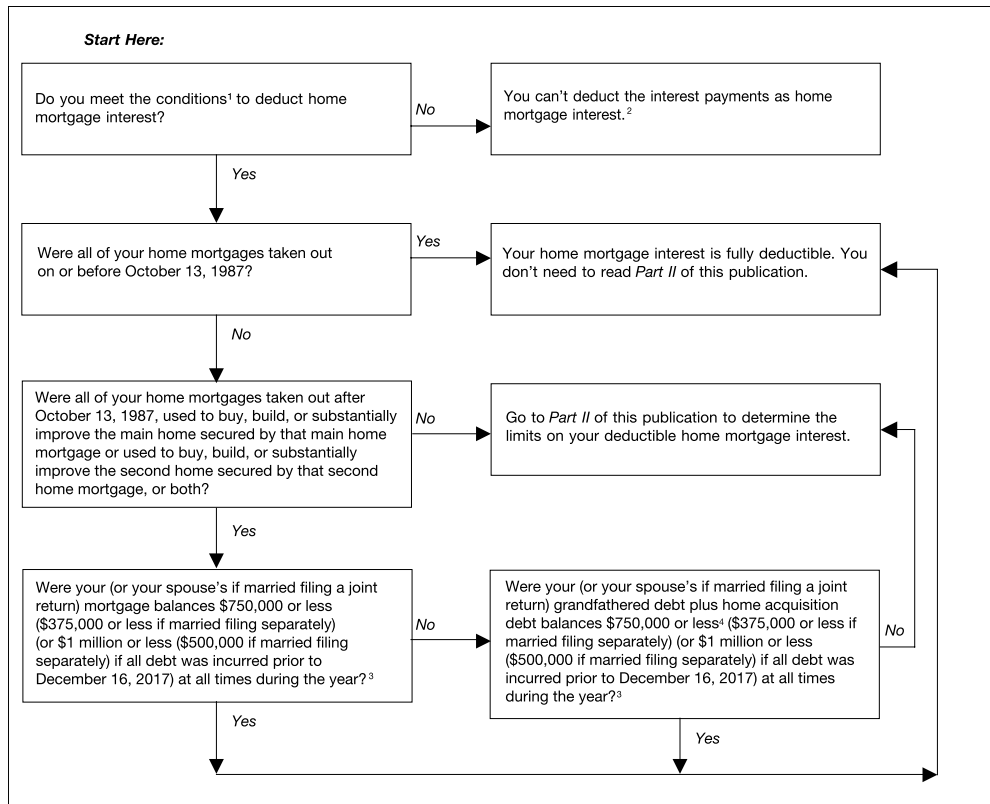 Start Here:
Do you meet the conditions¹ to deduct home
mortgage interest?
No
You can't deduct the interest payments as home
mortgage interest.²
Yes
Were all of your home mortgages taken out
on or before October 13, 1987?
Yes
Your home mortgage interest is fully deductible. You
don't need to read Part II of this publication.
No
Were all of your home mortgages taken out after
October 13, 1987, used to buy, build, or substantially
improve the main home secured by that main home
mortgage or used to buy, build, or substantially
improve the second home secured by that second
home mortgage, or both?
No
Go to Part II of this publication to determine the
limits on your deductible home mortgage interest.
Yes
Were your (or your spouse's if married filing a joint
return) mortgage balances $750,000 or less
($375,000 or less if married filing separately)
(or $1 million or less ($500,000 if married filing
separately) if all debt was incurred prior to
December 16, 2017) at all times during the year?³
No
Were your (or your spouse's if married filing a joint
return) grandfathered debt plus home acquisition
debt balances $750,000 or less⁴ ($375,000 or less if
married filing separately) (or $1 million or less
($500,000 if married filing separately) if all debt was
incurred prior to December 16, 2017) at all times
during the year?³
No
Yes
Yes